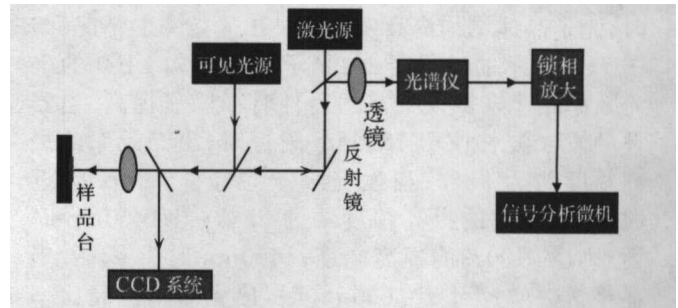 激光源
可见光源
光谱仪
锁相
放大
透镜
反射镜
样品台
信号分析微机
CCD 系统